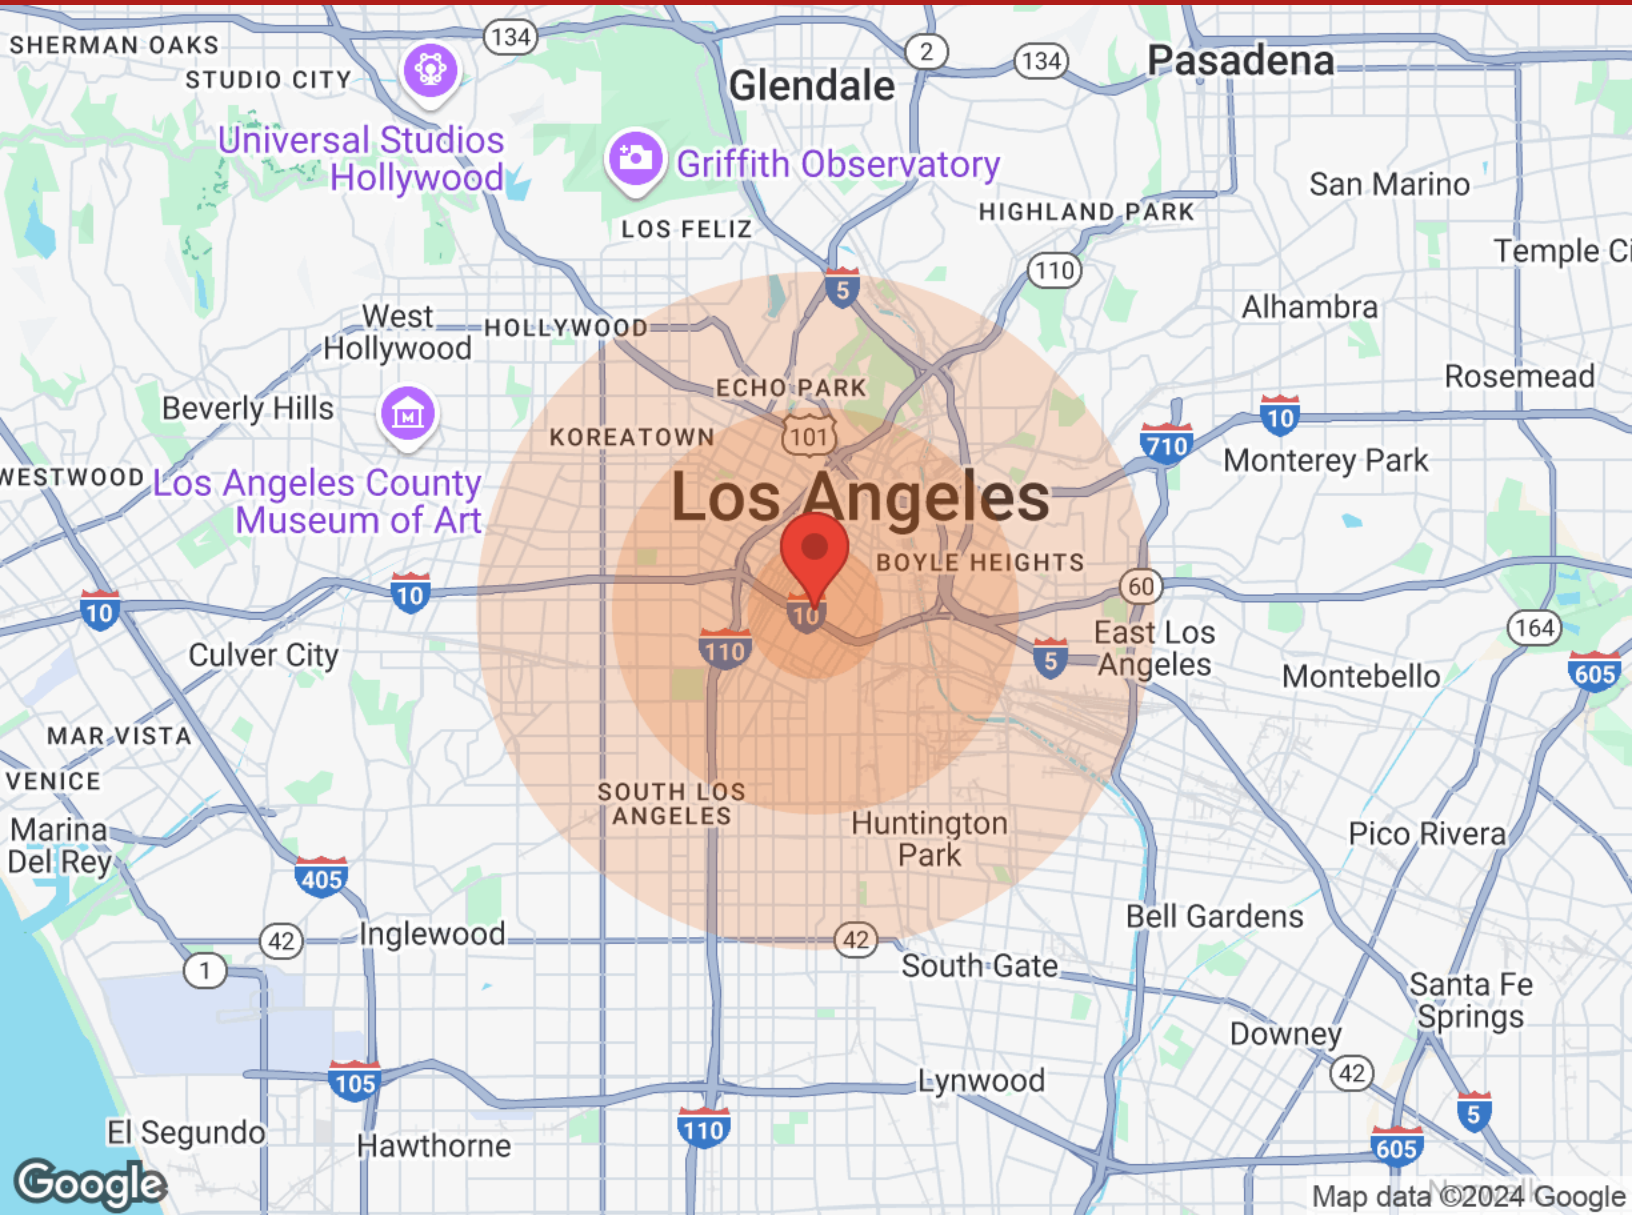 SHERMAN OAKS
134
2
134
Pasadena
STUDIO CITY
Glendale
Universal Studios
Hollywood
Griffith Observatory
San Marino
LOS FELIZ
HIGHLAND PARK
Temple Ci
110
5
West
Hollywood
HOLLYWOOD
Alhambra
ECHO PARK
Rosemead
Beverly Hills
M
10
KOREATOWN
101
710
Monterey Park
WESTWOOD
Los Angeles County
Museum of Art
Los Angeles
BOYLE HEIGHTS
10
10
10
60
164
110
5
East Los
Angeles
Culver City
Montebello
605
MAR VISTA
VENICE
SOUTH LOS
ANGELES
Huntington
Park
Marina
Del Rey
Pico Rivera
405
Bell Gardens
42
Inglewood
42
1
South Gate
Santa Fe
Springs
Downey
105
Lynwood
42
El Segundo
Hawthorne
110
5
605
Google
Map data ©2024 Google